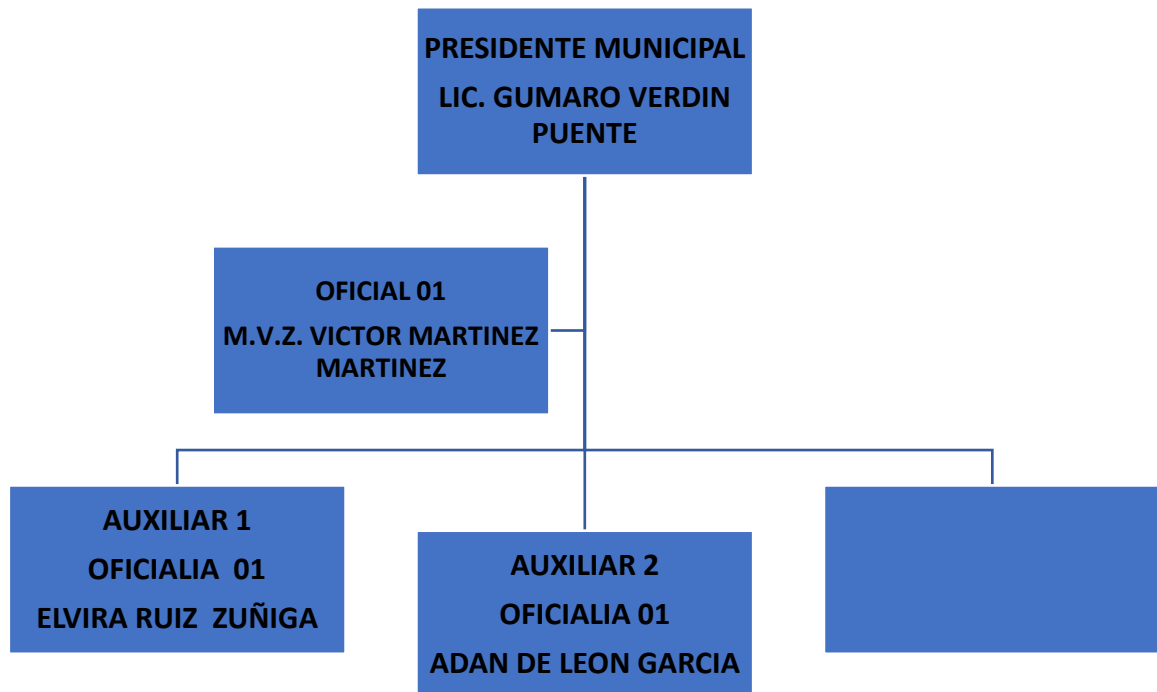 PRESIDENTE MUNICIPAL
LIC. GUMARO VERDIN
PUENTE
OFICIAL 01
M.V.Z. VICTOR MARTINEZ
MARTINEZ
AUXILIAR 1
OFICIALIA 01
ELVIRA RUIZ ZUÑIGA
AUXILIAR 2
OFICIALIA 01
ADAN DE LEON GARCIA